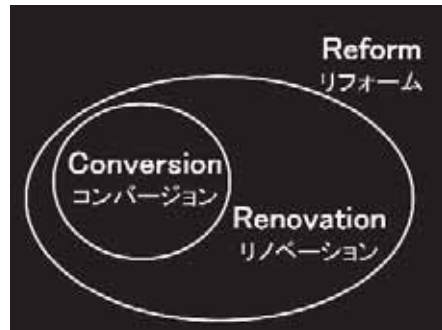 Reform
リフォーム
Conversion
コンバージョン
Renovation
リノベーション